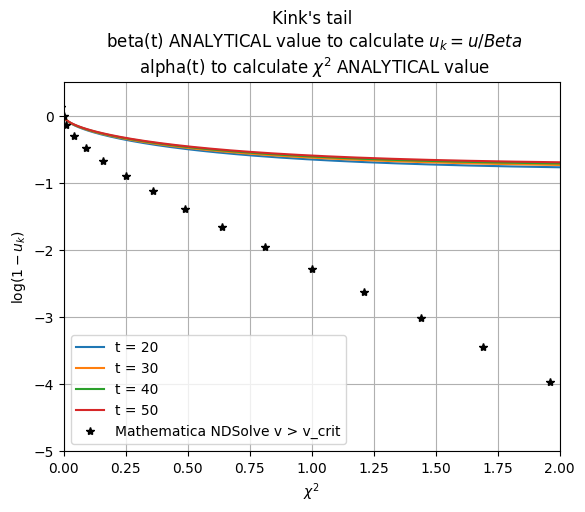 Kink's tail
beta(t) ANALYTICAL value to calculate $u_k = u/Beta$
alpha(t) to calculate $\chi^2$ ANALYTICAL value
0
−1
−2
−3
−4
−5
log(1 − $u_k$)
t = 20
t = 30
t = 40
t = 50
Mathematica NDSolve v > v_crit
0.00 0.25 0.50 0.75 1.00 1.25 1.50 1.75 2.00
$\chi^2$